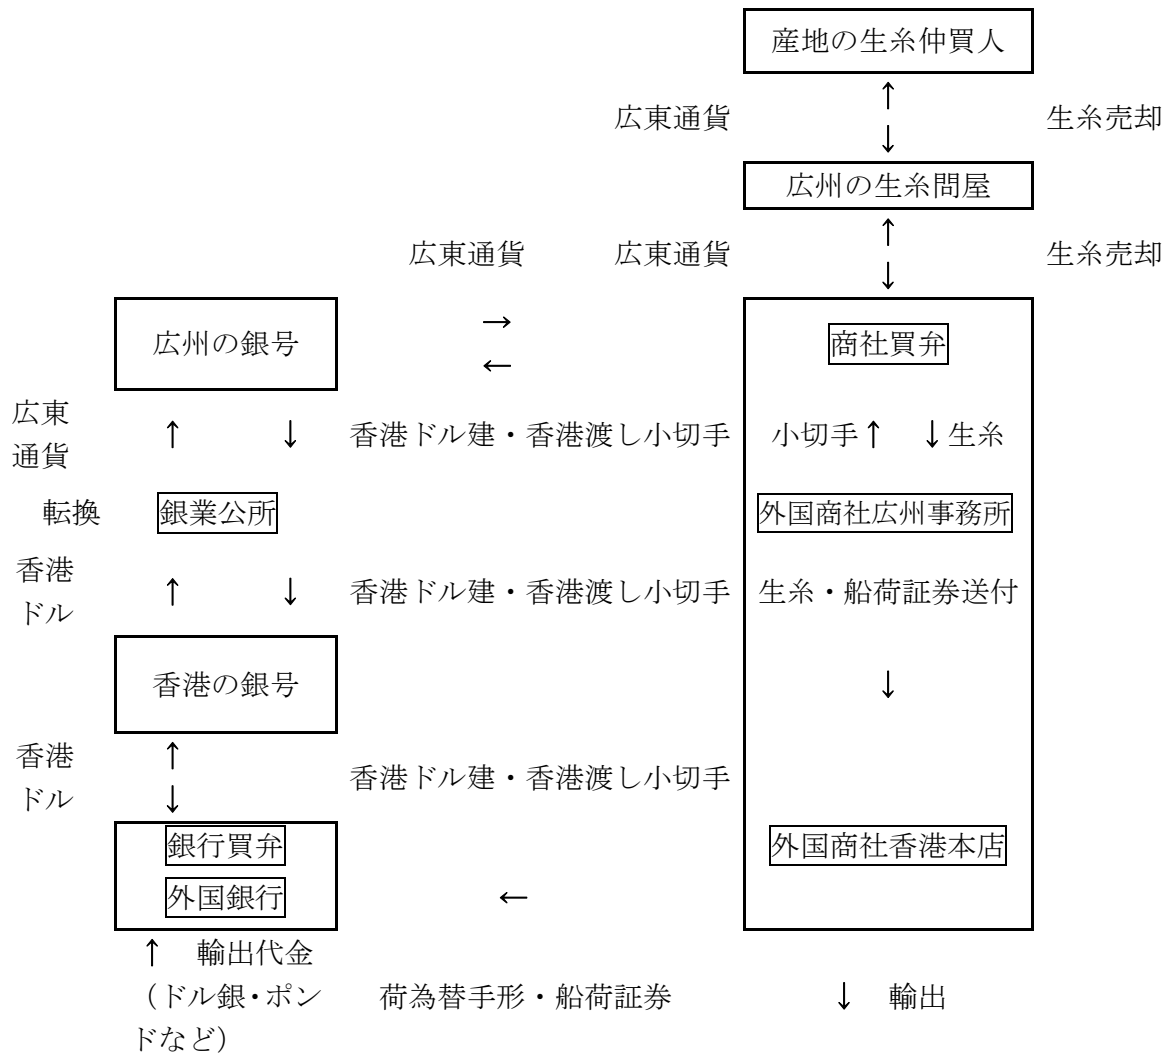 産地の生糸仲買人
↑
広東通貨 生糸売却
↓
広州の生糸問屋
↑
広東通貨 広東通貨 生糸売却
↓
広州の銀号 → 商社買弁
←
広東
通貨 ↑ ↓ 香港ドル建・香港渡し小切手 小切手↑ ↓生糸
転換 銀業公所 外国商社広州事務所
香港
ドル ↑ ↓ 香港ドル建・香港渡し小切手 生糸・船荷証券送付
香港の銀号 ↓
香港 ↑
ドル ↓ 香港ドル建・香港渡し小切手
銀行買弁 外国商社香港本店
外国銀行 ←
↑ 輸出代金
（ドル銀・ポン 荷為替手形・船荷証券 ↓ 輸出
ドなど）